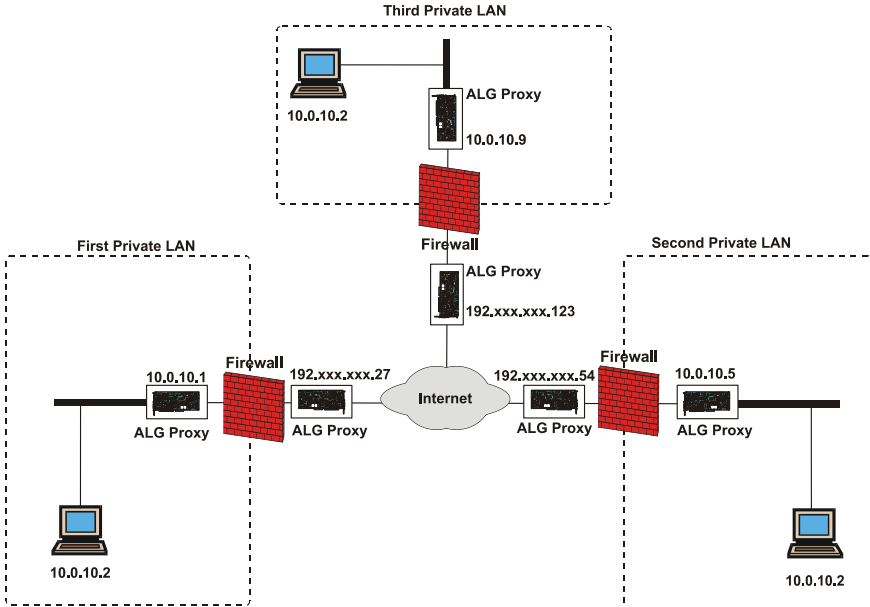 Third Private LAN
ALG Proxy
10.0.10.2
10.0.10.9
Firewall
First Private LAN
Second Private LAN
ALG Proxy
192.xxx.xxx.123
Firewall
10.0.10.1
192.xxx.xxx.27
ALG Proxy
ALG Proxy
Internet
192.xxx.xxx.54
Firewall
10.0.10.5
ALG Proxy
ALG Proxy
10.0.10.2
10.0.10.2